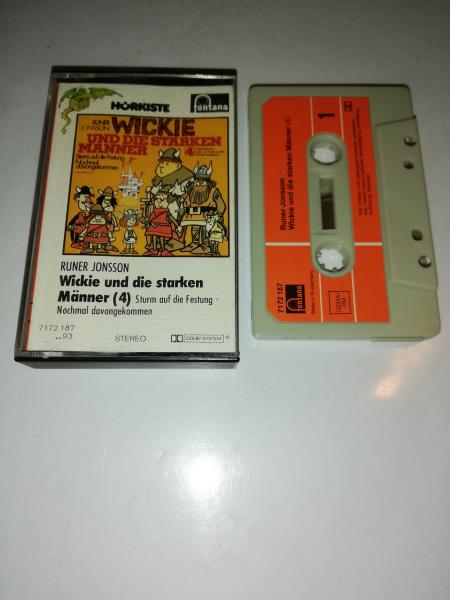 HÖRKISTE
fontana
RUNER
JONSSON
WICKIE
UND DIE STARKEN
MÄNNER
4
Sturm auf die Festung
Nochmal
davongekommen
RUNER JONSSON
Wickie und die starken
Männer (4) Sturm auf die Festung ·
Nochmal davongekommen
7172 187
..93
STEREO
DOLBY SYSTEM
Runer Jonsson
Wickie und die starken Männer (4)
1
7172 187
fontana
Made in W.-Germany
GEMA